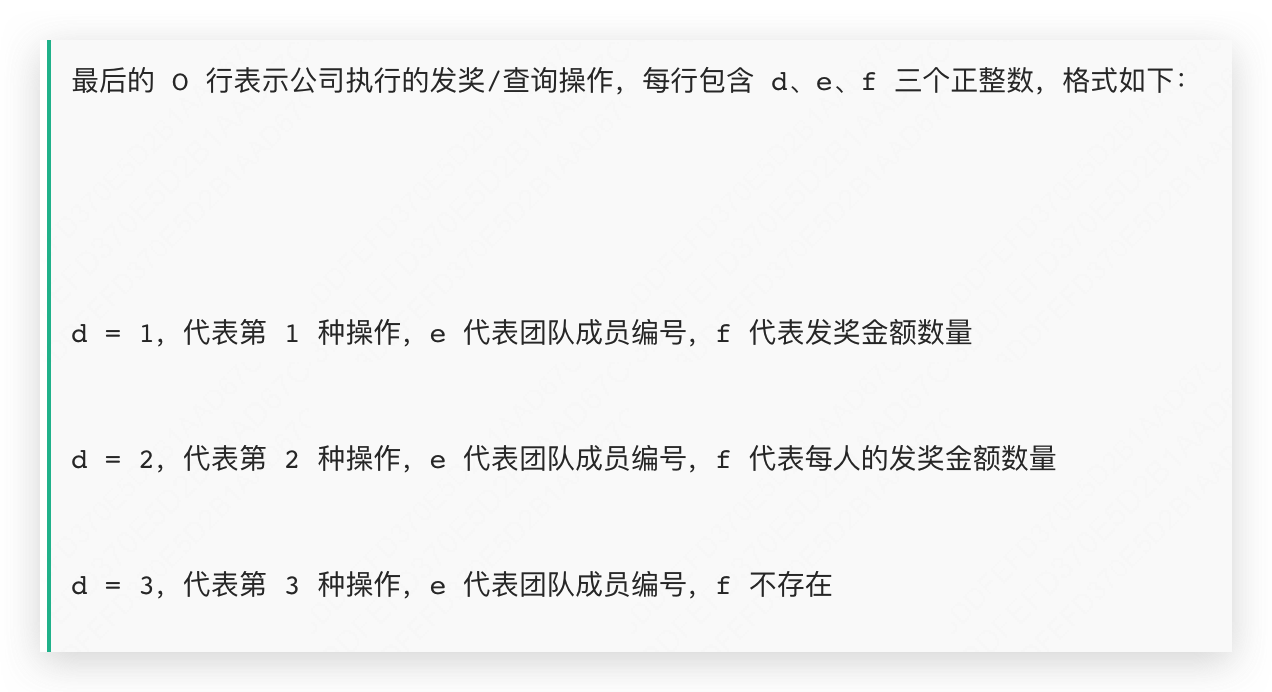 最后的 O 行表示公司执行的发奖/查询操作，每行包含 d、e、f 三个正整数，格式如下：
d = 1，代表第 1 种操作，e 代表团队成员编号，f 代表发奖金额数量
d = 2，代表第 2 种操作，e 代表团队成员编号，f 代表每人的发奖金额数量
d = 3，代表第 3 种操作，e 代表团队成员编号，f 不存在